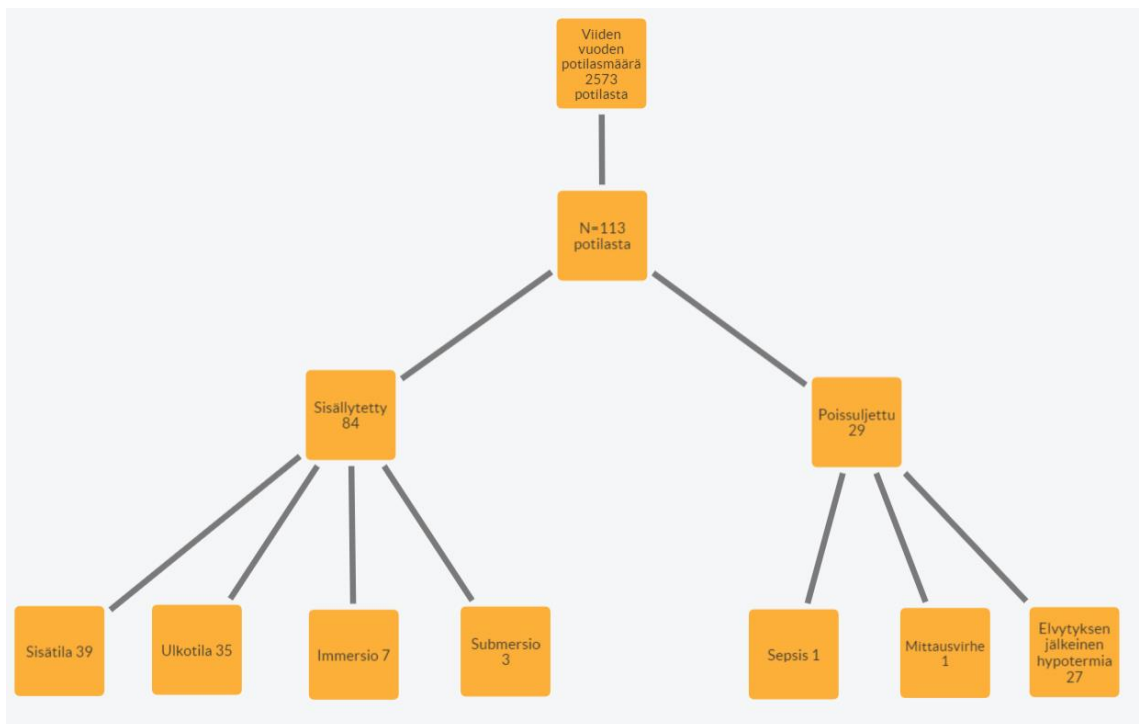 Viiden
vuoden
potilasmäärä
2573
potilasta
N=113
potilasta
Sisällytetty
84
Poissuljettu
29
Sisätila 39
Ulkotila 35
Immersio 7
Submersio
3
Sepsis 1
Mittausvirhe
1
Elvytyksen
jälkeinen
hypotermia
27